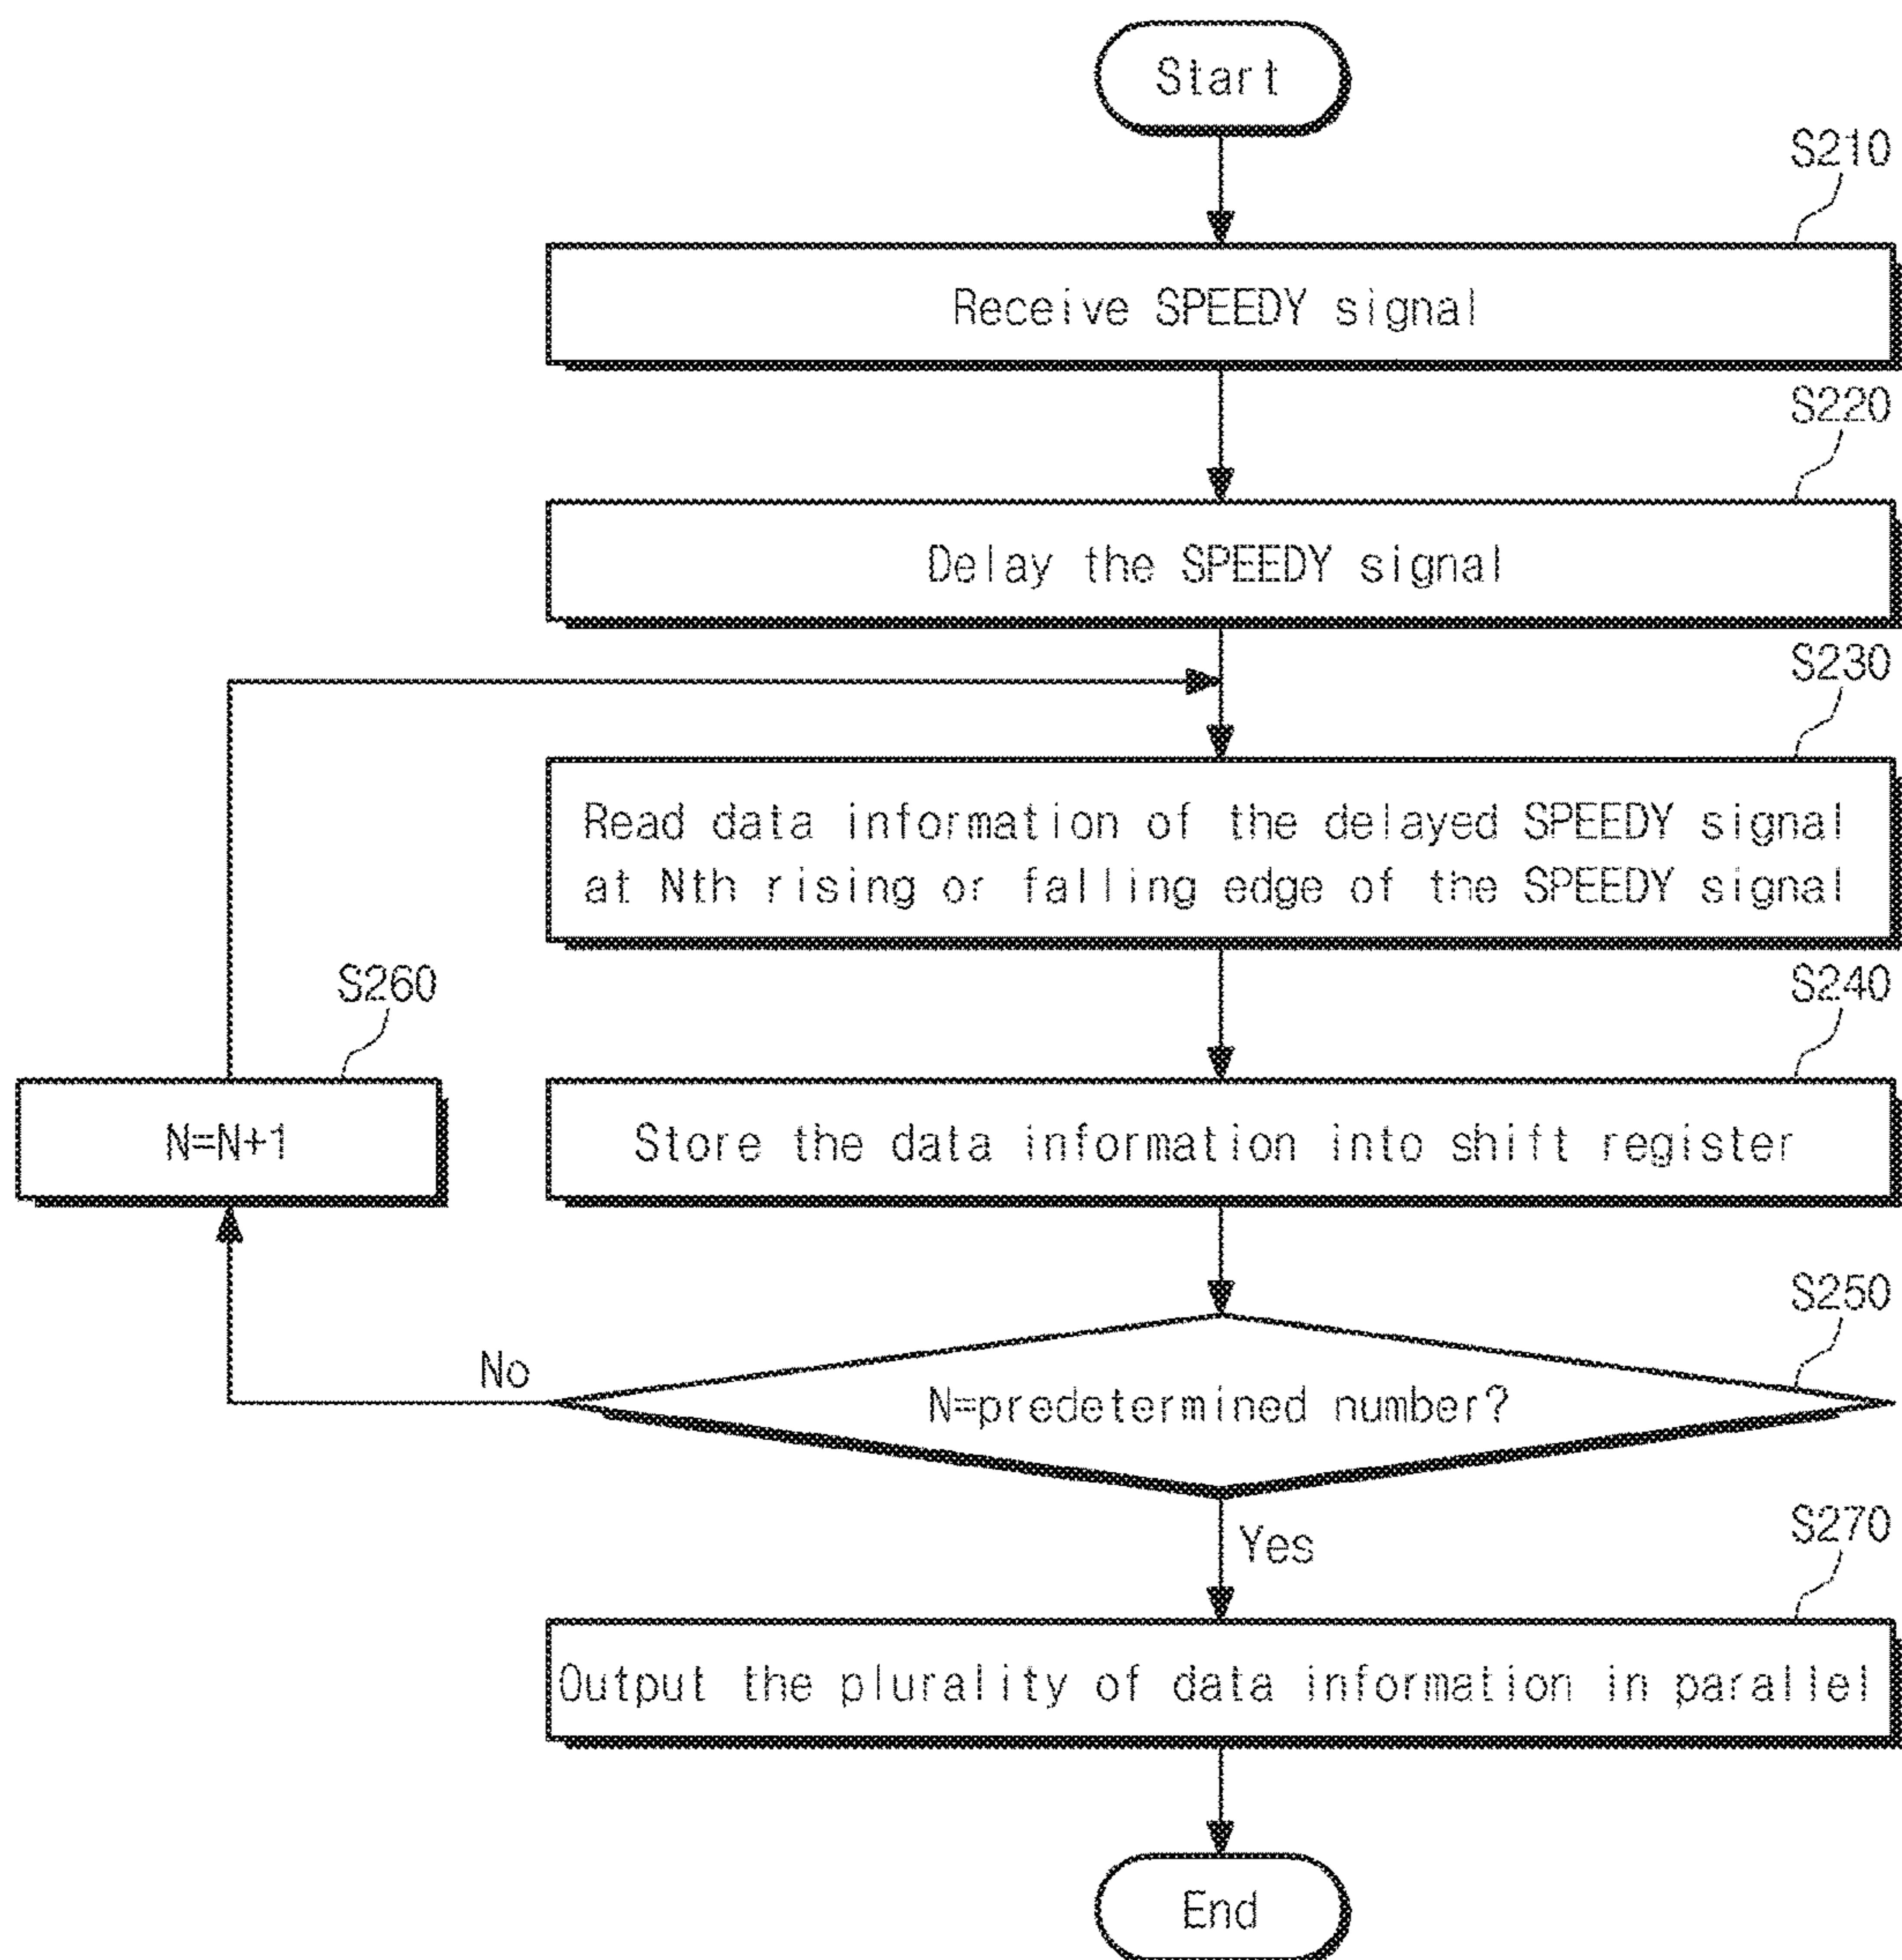 Start
S210
Receive SPEEDY signal
S220
Delay the SPEEDY signal
S230
Read data information of the delayed SPEEDY signal
at Nth rising or falling edge of the SPEEDY signal
S260
N=N+1
S240
Store the data information into shift register
S250
No
N=predetermined number?
Yes
S270
Output the plurality of data information in parallel
End